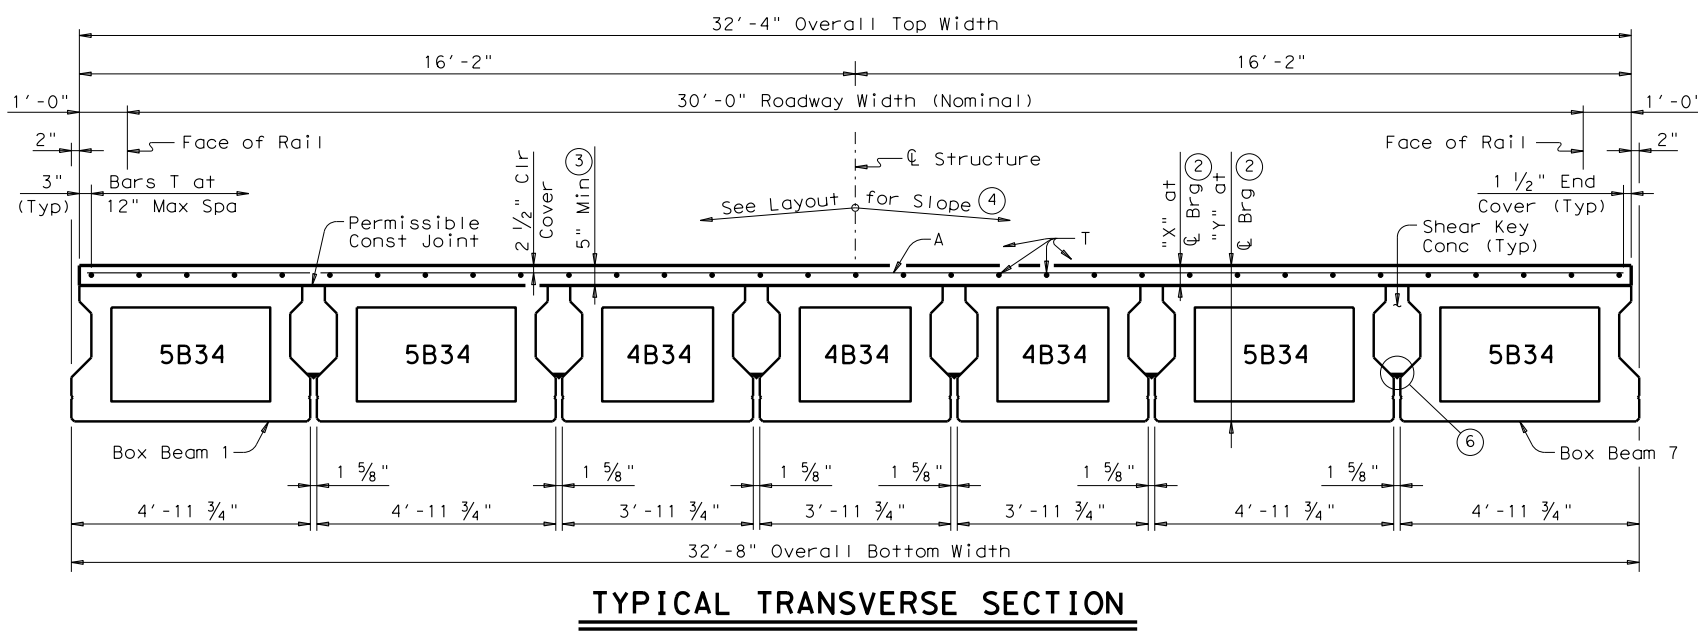 32'-4" Overall Top Width
16'-2"
16'-2"
1'-0"
30'-0" Roadway Width (Nominal)
1'-0"
2"
Face of Rail
2 1/2" Clr
Cover
5" Min 3
℄ Structure
"X" at
℄ Brg 2
"Y" at
℄ Brg 2
Face of Rail
2"
3"
(Typ)
Bars T at
12" Max Spa
See Layout for Slope 4
1 1/2" End
Cover (Typ)
Permissible
Const Joint
A
T
Shear Key
Conc (Typ)
5B34
5B34
4B34
4B34
4B34
5B34
5B34
Box Beam 1
6
Box Beam 7
1 5/8"
1 5/8"
1 5/8"
1 5/8"
1 5/8"
1 5/8"
4'-11 3/4"
4'-11 3/4"
3'-11 3/4"
3'-11 3/4"
3'-11 3/4"
4'-11 3/4"
4'-11 3/4"
32'-8" Overall Bottom Width
TYPICAL TRANSVERSE SECTION